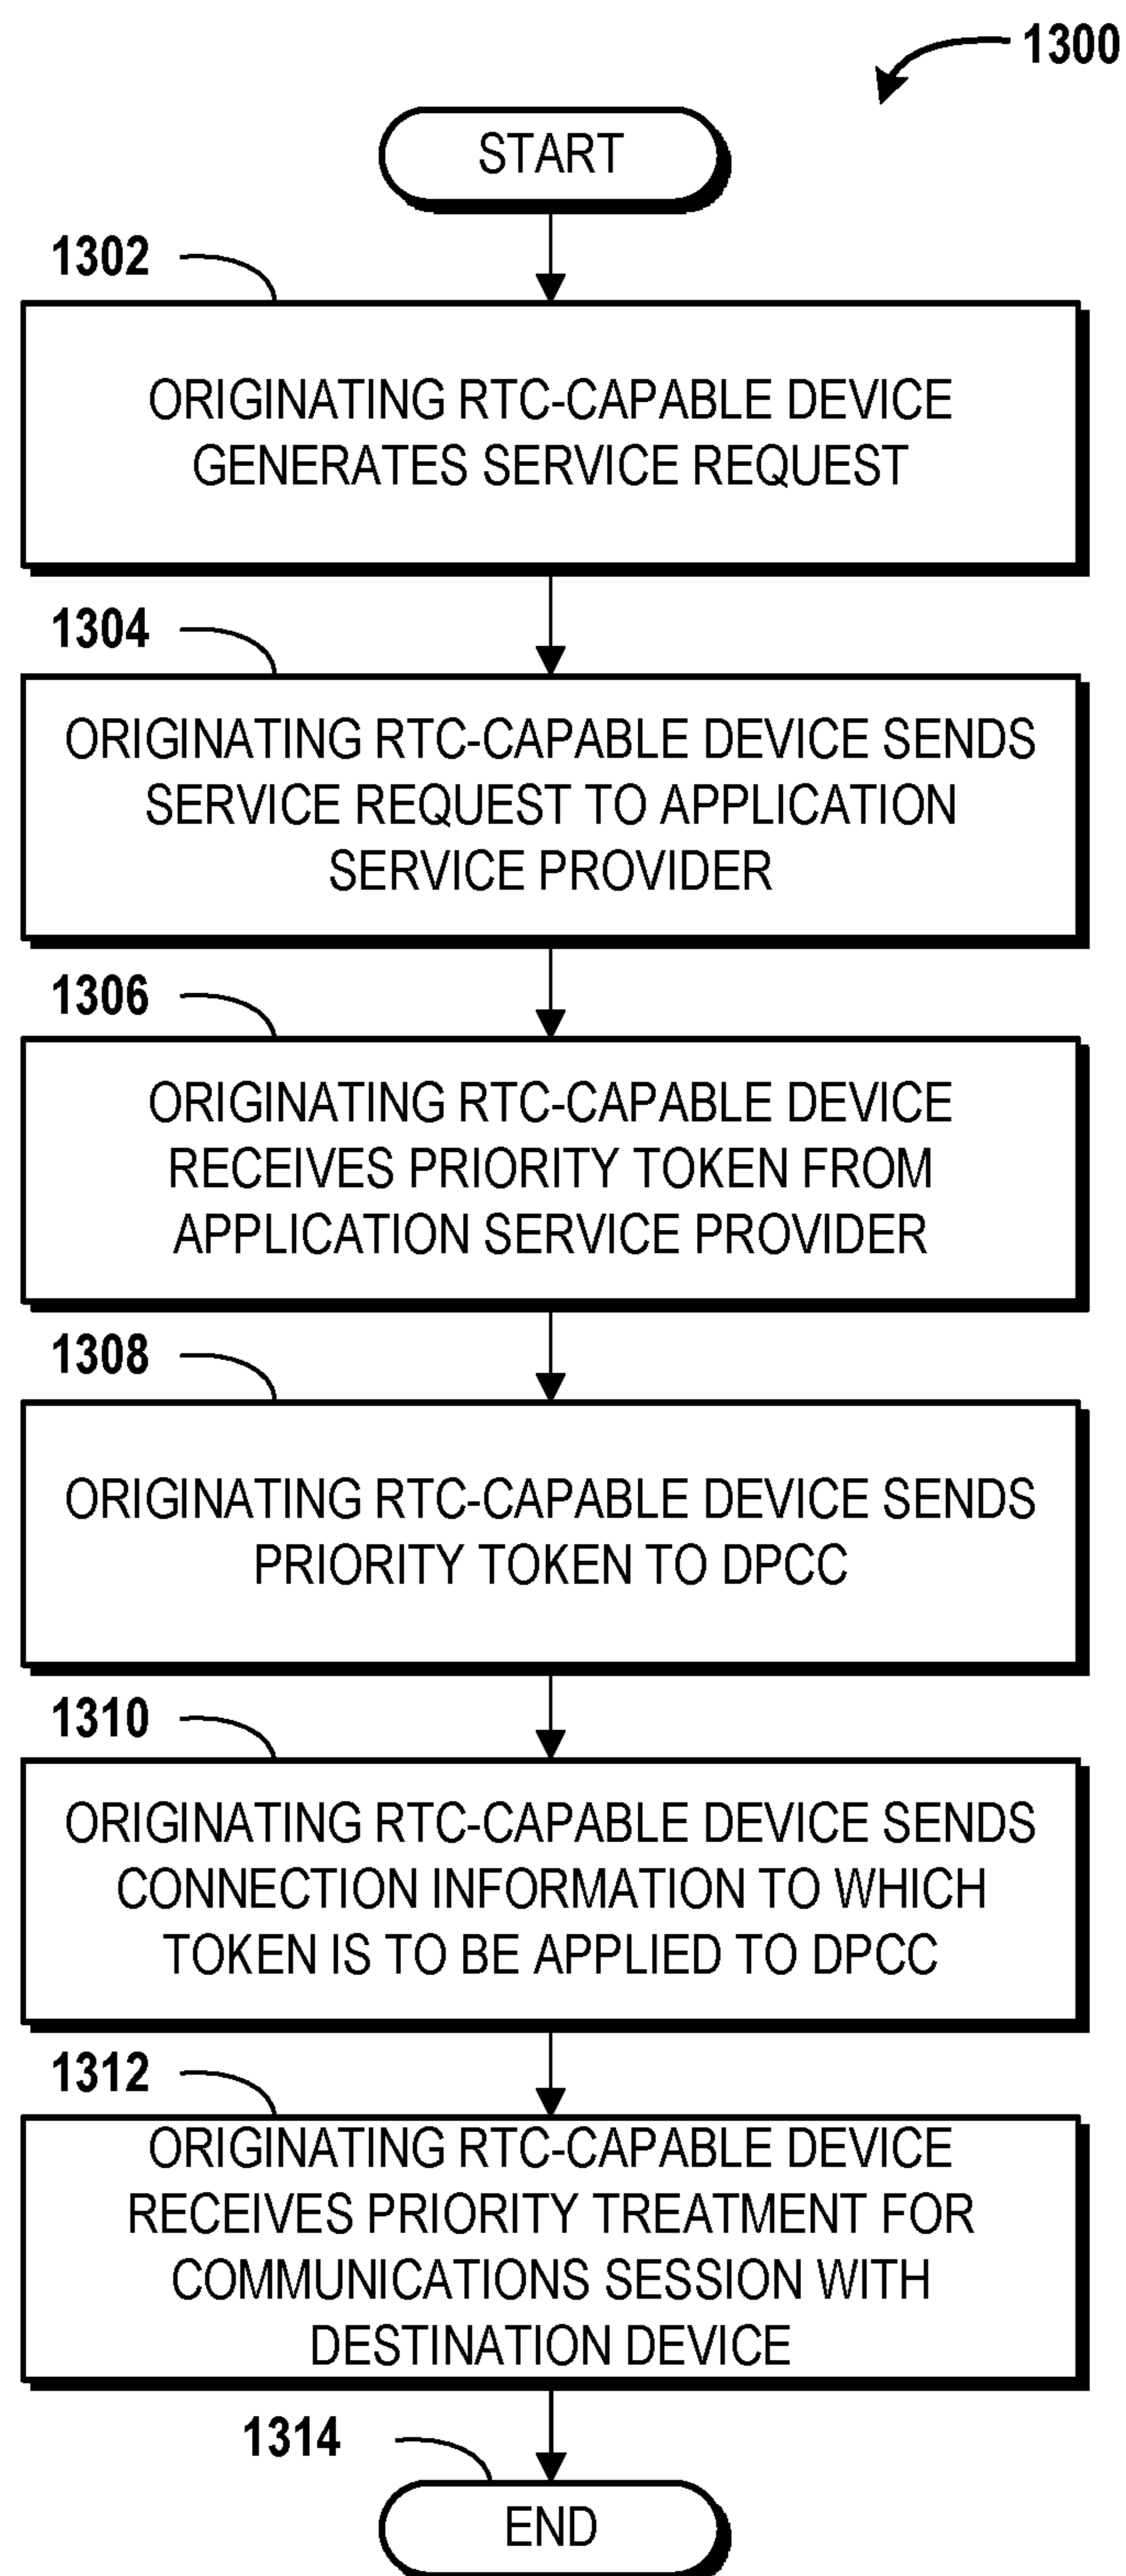 1300
START
1302
ORIGINATING RTC-CAPABLE DEVICE
GENERATES SERVICE REQUEST
1304
ORIGINATING RTC-CAPABLE DEVICE SENDS
SERVICE REQUEST TO APPLICATION
SERVICE PROVIDER
1306
ORIGINATING RTC-CAPABLE DEVICE
RECEIVES PRIORITY TOKEN FROM
APPLICATION SERVICE PROVIDER
1308
ORIGINATING RTC-CAPABLE DEVICE SENDS
PRIORITY TOKEN TO DPCC
1310
ORIGINATING RTC-CAPABLE DEVICE SENDS
CONNECTION INFORMATION TO WHICH
TOKEN IS TO BE APPLIED TO DPCC
1312
ORIGINATING RTC-CAPABLE DEVICE
RECEIVES PRIORITY TREATMENT FOR
COMMUNICATIONS SESSION WITH
DESTINATION DEVICE
1314
END